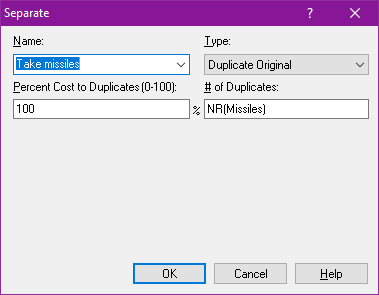 Separate
Name: Type:
Take missiles Duplicate Original
Percent Cost to Duplicates (0-100): # of Duplicates:
100 % NR(Missiles)
OK Cancel Help